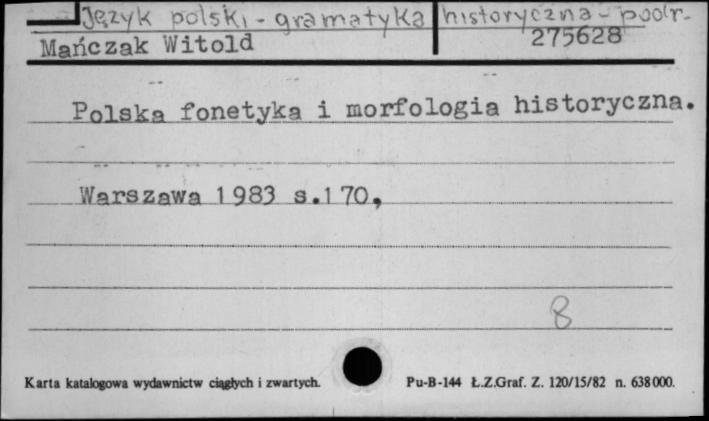 Język polski - gramatyka historyczna - podr.
Mańczak Witold 275628
Polska fonetyka i morfologia historyczna.
Warszawa 1983 s.170,
8
Karta katalogowa wydawnictw ciągłych i zwartych. Pu-B-144 Ł.Z.Graf. Z. 120/15/82 n. 638000.